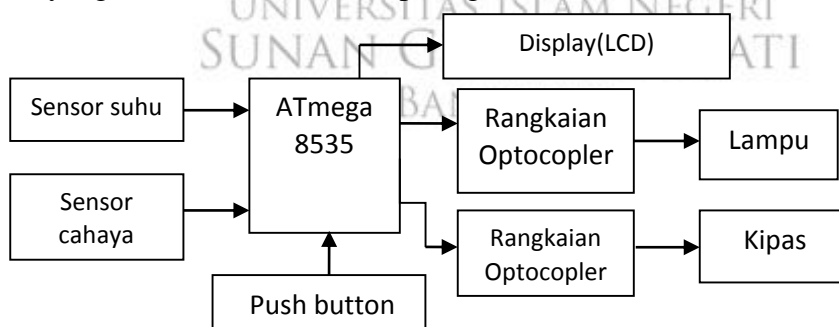 UNIVERSITAS ISLAM NEGERI
SUNAN G ATI
BAN
Display(LCD)
Sensor suhu
ATmega
8535
Rangkaian
Optocopler
Lampu
Sensor
cahaya
Rangkaian
Optocopler
Kipas
Push button